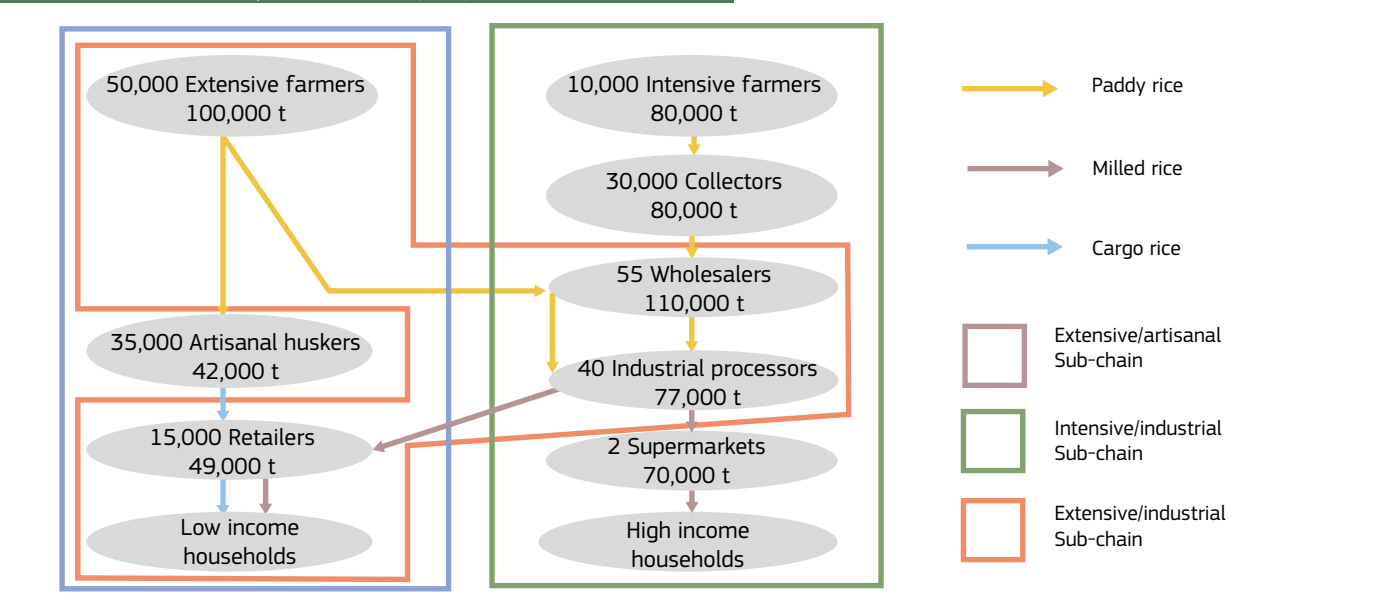 50,000 Extensive farmers
100,000 t
10,000 Intensive farmers
80,000 t
30,000 Collectors
80,000 t
55 Wholesalers
110,000 t
35,000 Artisanal huskers
42,000 t
40 Industrial processors
77,000 t
15,000 Retailers
49,000 t
2 Supermarkets
70,000 t
Low income
households
High income
households
Paddy rice
Milled rice
Cargo rice
Extensive/artisanal
Sub-chain
Intensive/industrial
Sub-chain
Extensive/industrial
Sub-chain